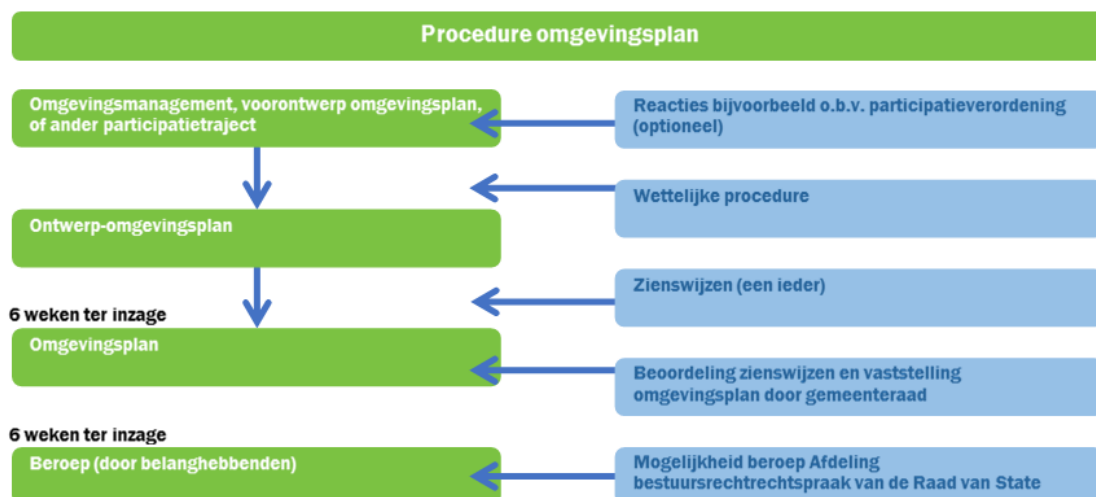 Procedure omgevingsplan
Omgevingsmanagement, voorontwerp omgevingsplan,
of ander participatietraject
Reacties bijvoorbeeld o.b.v. participatieverordening
(optioneel)
Wettelijke procedure
Ontwerp-omgevingsplan
Zienswijzen (een ieder)
6 weken ter inzage
Omgevingsplan
Beoordeling zienswijzen en vaststelling
omgevingsplan door gemeenteraad
6 weken ter inzage
Beroep (door belanghebbenden)
Mogelijkheid beroep Afdeling
bestuursrechtrechtspraak van de Raad van State